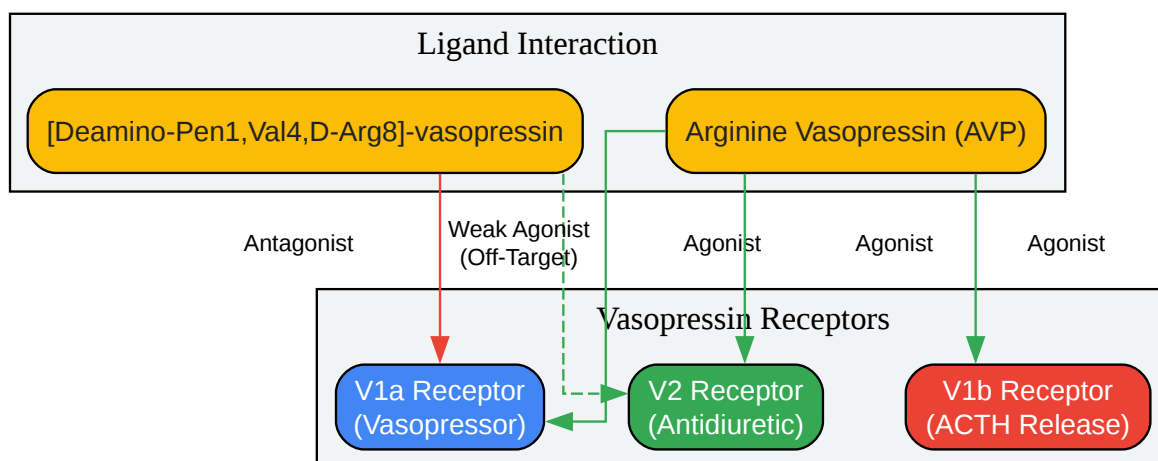 Ligand Interaction
[Deamino-Pen1,Val4,D-Arg8]-vasopressin
Arginine Vasopressin (AVP)
Antagonist
Weak Agonist
(Off-Target)
Agonist
Agonist
Agonist
Vasopressin Receptors
V1a Receptor
(Vasopressor)
V2 Receptor
(Antidiuretic)
V1b Receptor
(ACTH Release)